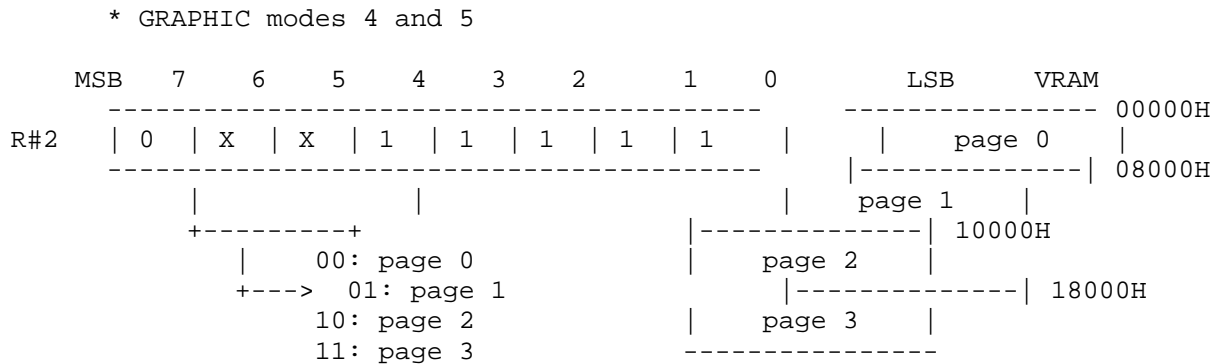 * GRAPHIC modes 4 and 5
MSB 7 6 5 4 3 2 1 0 LSB VRAM
----------------------------------------- ---------------- 00000H
R#2 | 0 | X | X | 1 | 1 | 1 | 1 | 1 | | page 0 |
----------------------------------------- |--------------| 08000H
| | | page 1 |
+---------+ |--------------| 10000H
| 00: page 0 | page 2 |
+---> 01: page 1 |--------------| 18000H
10: page 2 | page 3 |
11: page 3 ----------------